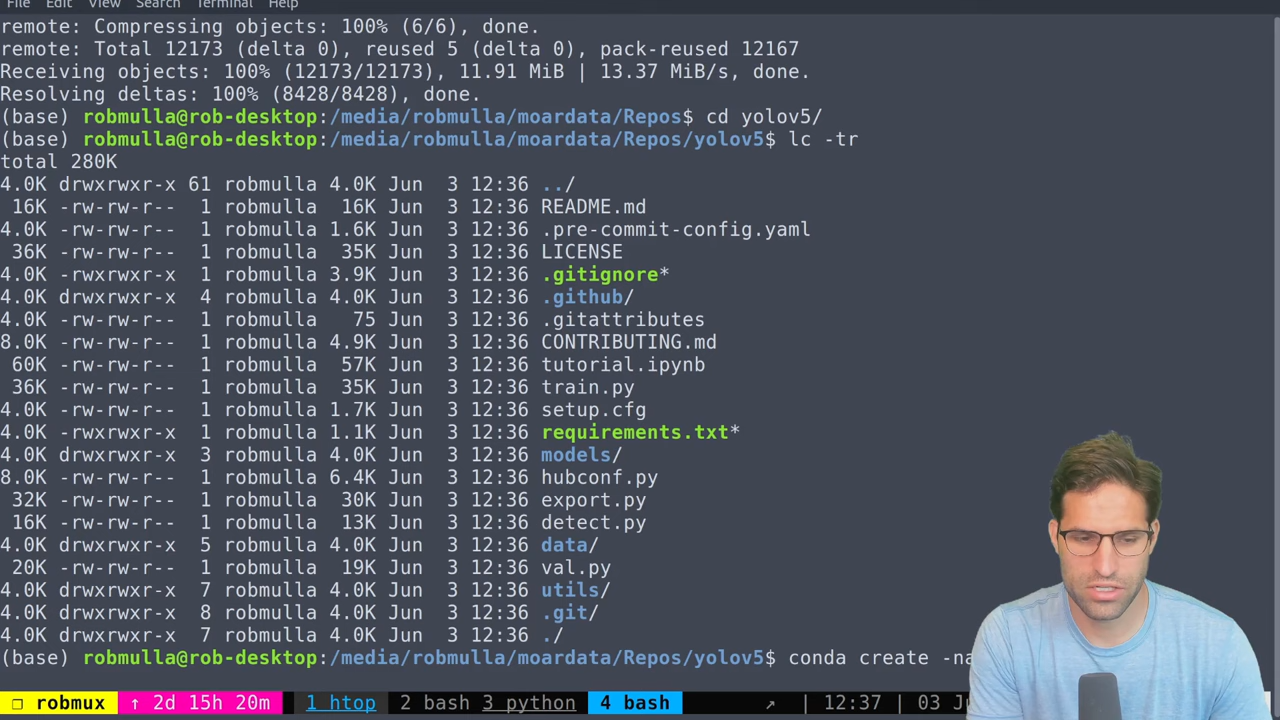 File Edit View Search Terminal Help
remote: Compressing objects: 100% (6/6), done.
remote: Total 12173 (delta 0), reused 5 (delta 0), pack-reused 12167
Receiving objects: 100% (12173/12173), 11.91 MiB | 13.37 MiB/s, done.
Resolving deltas: 100% (8428/8428), done.
(base) robmulla@rob-desktop:/media/robmulla/moardata/Repos$ cd yolov5/
(base) robmulla@rob-desktop:/media/robmulla/moardata/Repos/yolov5$ lc -tr
total 280K
4.0K drwxrwxr-x 61 robmulla 4.0K Jun  3 12:36 ../
16K -rw-rw-r-- 1 robmulla 16K Jun  3 12:36 README.md
4.0K -rw-rw-r-- 1 robmulla 1.6K Jun  3 12:36 .pre-commit-config.yaml
36K -rw-rw-r-- 1 robmulla 35K Jun  3 12:36 LICENSE
4.0K -rwxrwxr-x 1 robmulla 3.9K Jun  3 12:36 .gitignore*
4.0K drwxrwxr-x 4 robmulla 4.0K Jun  3 12:36 .github/
4.0K -rw-rw-r-- 1 robmulla 75 Jun  3 12:36 .gitattributes
8.0K -rw-rw-r-- 1 robmulla 4.9K Jun  3 12:36 CONTRIBUTING.md
60K -rw-rw-r-- 1 robmulla 57K Jun  3 12:36 tutorial.ipynb
36K -rw-rw-r-- 1 robmulla 35K Jun  3 12:36 train.py
4.0K -rw-rw-r-- 1 robmulla 1.7K Jun  3 12:36 setup.cfg
4.0K -rwxrwxr-x 1 robmulla 1.1K Jun  3 12:36 requirements.txt*
4.0K drwxrwxr-x 3 robmulla 4.0K Jun  3 12:36 models/
8.0K -rw-rw-r-- 1 robmulla 6.4K Jun  3 12:36 hubconf.py
32K -rw-rw-r-- 1 robmulla 30K Jun  3 12:36 export.py
16K -rw-rw-r-- 1 robmulla 13K Jun  3 12:36 detect.py
4.0K drwxrwxr-x 5 robmulla 4.0K Jun  3 12:36 data/
20K -rw-rw-r-- 1 robmulla 19K Jun  3 12:36 val.py
4.0K drwxrwxr-x 7 robmulla 4.0K Jun  3 12:36 utils/
4.0K drwxrwxr-x 8 robmulla 4.0K Jun  3 12:36 .git/
4.0K drwxrwxr-x 7 robmulla 4.0K Jun  3 12:36 ./
(base) robmulla@rob-desktop:/media/robmulla/moardata/Repos/yolov5$ conda create -na
❐ robmux ↑ 2d 15h 20m 1 htop 2 bash 3 python 4 bash ↗ | 12:37 | 03 Ju